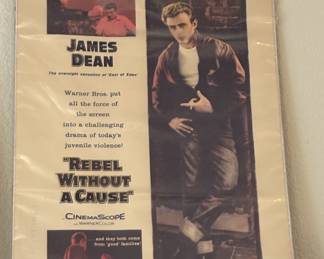 JAMES
DEAN
The overnight sensation of 'East of Eden'
Warner Bros. put
all the force of
the screen
into a challenging
drama of today's
juvenile violence!
"REBEL
WITHOUT
A CAUSE"
CINEMASCOPE
WARNERCOLOR
...and they both come
from 'good' families!